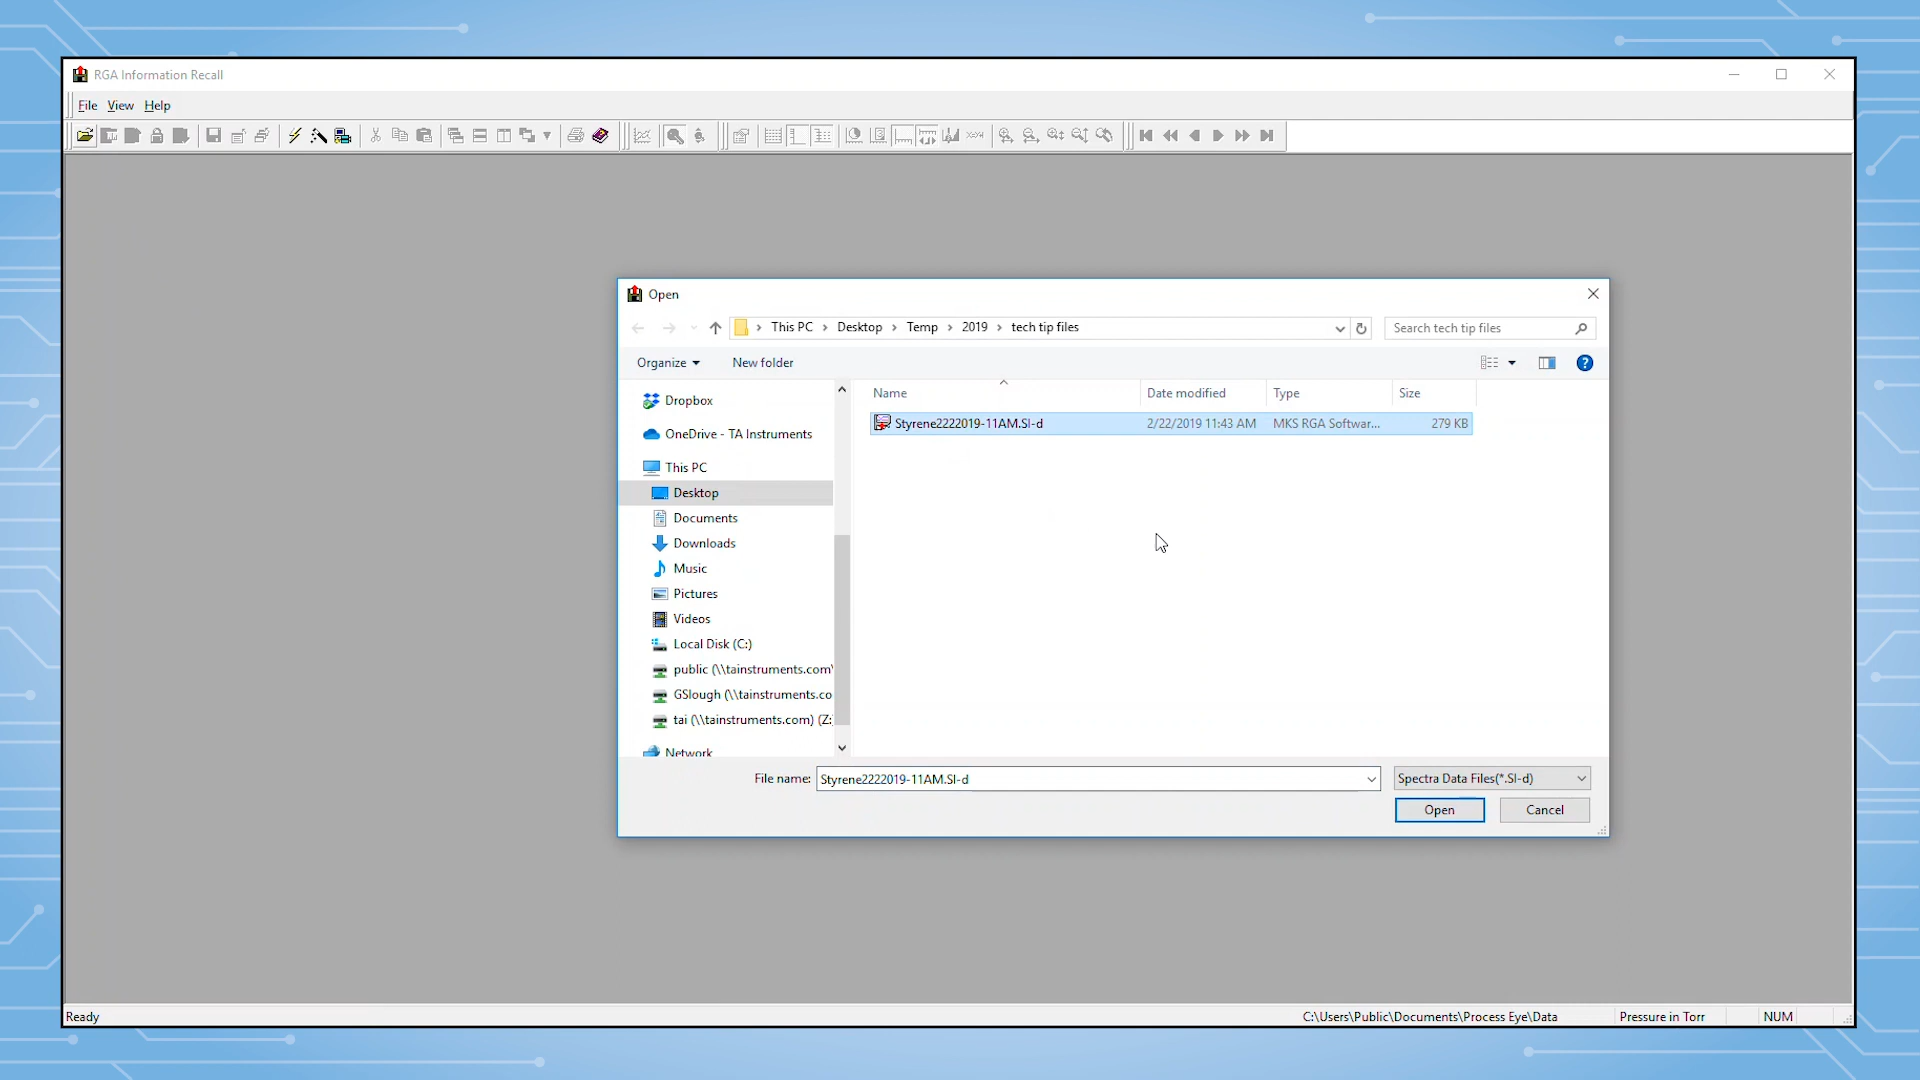 RGA Information Recall
File View Help
Open
This PC Desktop Temp 2019 tech tip files
Search tech tip files
Organize New folder
Name Date modified Type Size
Styrene2222019-11AM.SI-d 2/22/2019 11:43 AM MKS RGA Softwar... 279 KB
Dropbox
OneDrive - TA Instruments
This PC
Desktop
Documents
Downloads
Music
Pictures
Videos
Local Disk (C:)
public (\\tainstruments.com\
GSlough (\\tainstruments.co
tai (\\tainstruments.com) (Z:
Network
File name: Styrene2222019-11AM.SI-d
Spectra Data Files(*.SI-d)
Open Cancel
Ready
C:\Users\Public\Documents\Process Eye\Data
Pressure in Torr
NUM